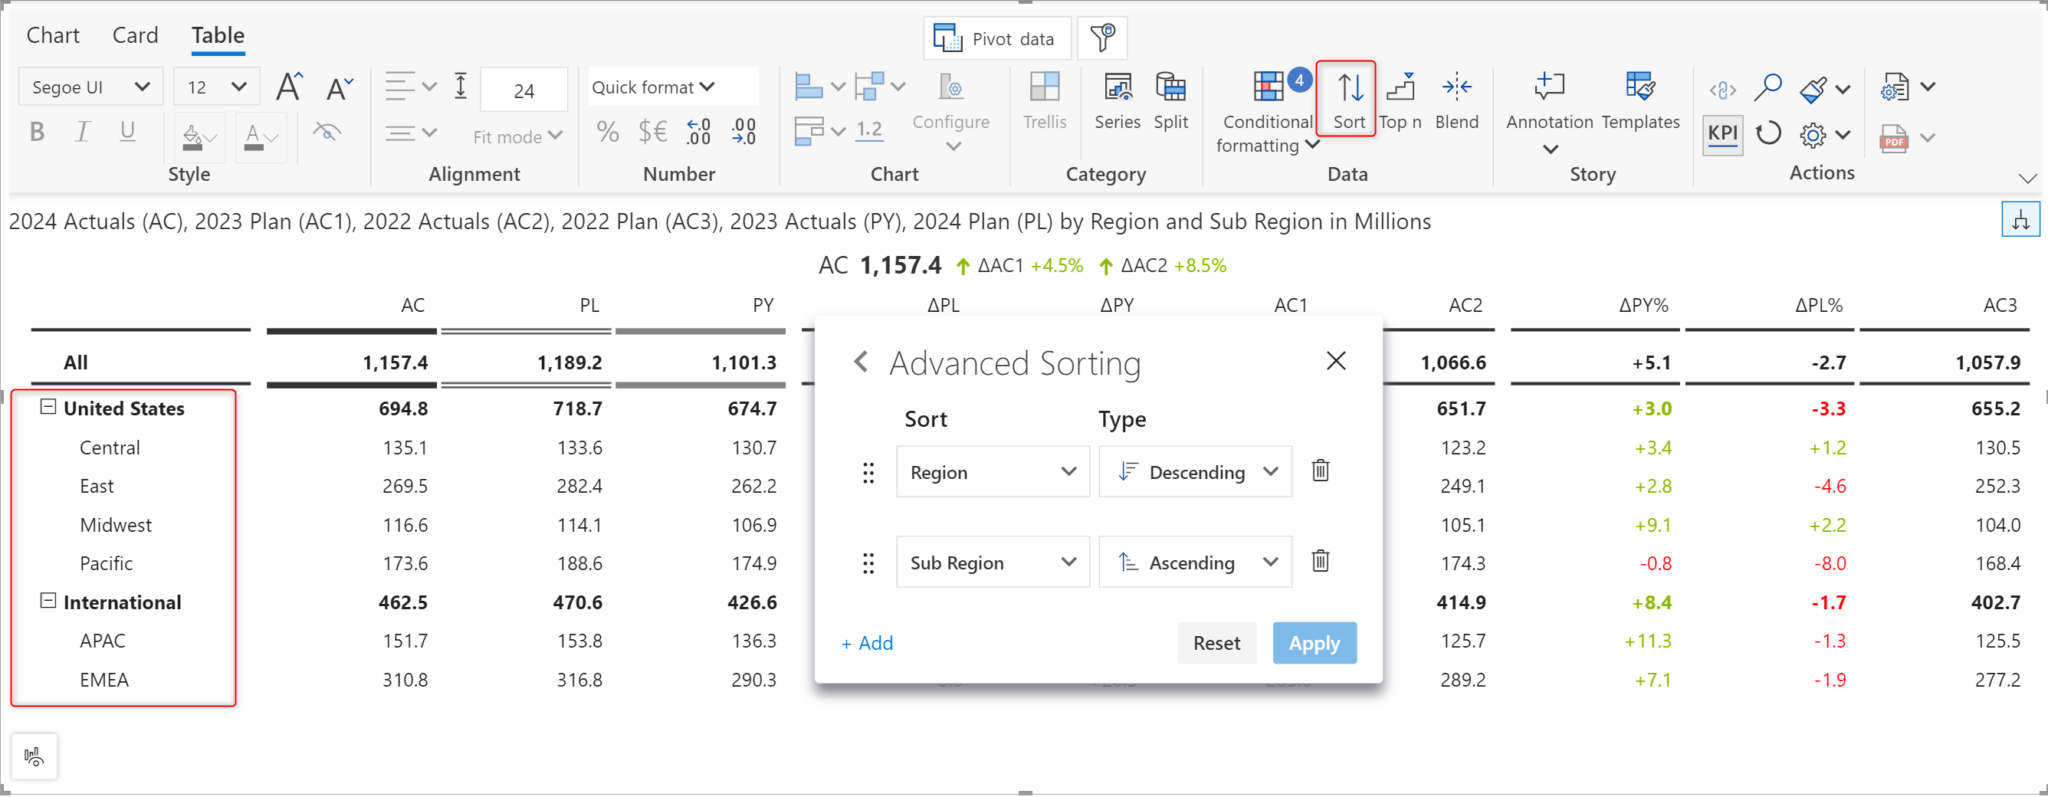 Chart Card Table
Pivot data
Segoe UI 12 A A 24 Quick format Configure Trellis Series Split Conditional formatting 4 Sort Top n Blend Annotation Templates
B I U A Fit mode % $€ .0 .00 .00 .0 1.2 KPI PDF
Style Alignment Number Chart Category Data Story Actions
2024 Actuals (AC), 2023 Plan (AC1), 2022 Actuals (AC2), 2022 Plan (AC3), 2023 Actuals (PY), 2024 Plan (PL) by Region and Sub Region in Millions
AC 1,157.4 ΔAC1 +4.5% ΔAC2 +8.5%
AC PL PY ΔPL ΔPY AC1 AC2 ΔPY% ΔPL% AC3
All 1,157.4 1,189.2 1,101.3 1,066.6 +5.1 -2.7 1,057.9
United States 694.8 718.7 674.7 651.7 +3.0 -3.3 655.2
Central 135.1 133.6 130.7 123.2 +3.4 +1.2 130.5
East 269.5 282.4 262.2 249.1 +2.8 -4.6 252.3
Midwest 116.6 114.1 106.9 105.1 +9.1 +2.2 104.0
Pacific 173.6 188.6 174.9 174.3 -0.8 -8.0 168.4
International 462.5 470.6 426.6 414.9 +8.4 -1.7 402.7
APAC 151.7 153.8 136.3 125.7 +11.3 -1.3 125.5
EMEA 310.8 316.8 290.3 289.2 +7.1 -1.9 277.2
Advanced Sorting
Sort Type
Region Descending
Sub Region Ascending
+ Add Reset Apply